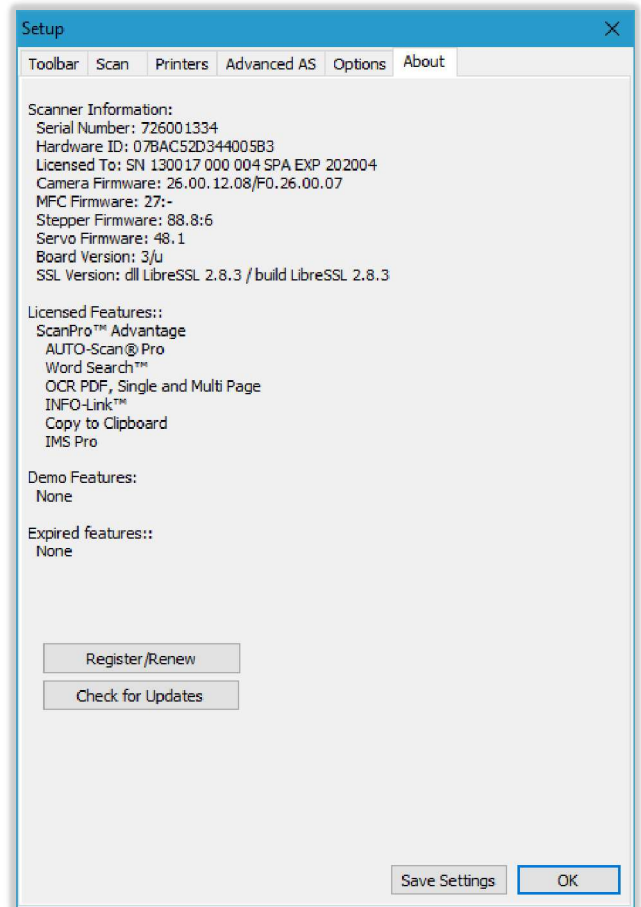 Setup
Toolbar Scan Printers Advanced AS Options About
Scanner Information:
Serial Number: 726001334
Hardware ID: 07BAC52D344005B3
Licensed To: SN 130017 000 004 SPA EXP 202004
Camera Firmware: 26.00.12.08/F0.26.00.07
MFC Firmware: 27:-
Stepper Firmware: 88.8:6
Servo Firmware: 48.1
Board Version: 3/u
SSL Version: dll LibreSSL 2.8.3 / build LibreSSL 2.8.3
Licensed Features::
ScanPro™ Advantage
AUTO-Scan® Pro
Word Search™
OCR PDF, Single and Multi Page
INFO-Link™
Copy to Clipboard
IMS Pro
Demo Features:
None
Expired features::
None
Register/Renew
Check for Updates
Save Settings OK